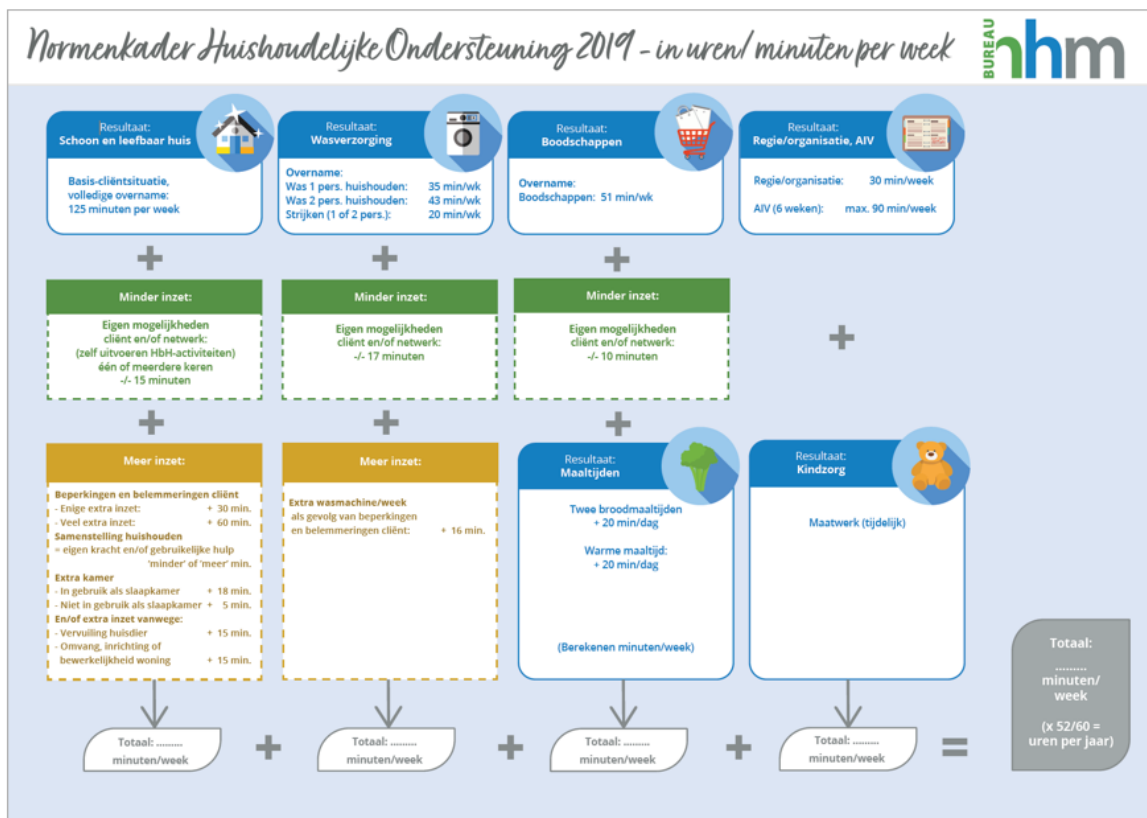 Normenkader Huishoudelijke Ondersteuning 2019 - in uren/ minuten per week
BUREAU
nhm
Resultaat:
Schoon en leefbaar huis
Basis-cliëntsituatie,
volledige overname:
125 minuten per week
Resultaat:
Wasverzorging
Overname:
Was 1 pers. huishouden: 35 min/wk
Was 2 pers. huishouden: 43 min/wk
Strijken (1 of 2 pers.): 20 min/wk
Resultaat:
Boodschappen
Overname:
Boodschappen: 51 min/wk
Resultaat:
Regie/organisatie, AIV
Regie/organisatie: 30 min/week
AIV (6 weken): max. 90 min/week
+
+
+
Minder inzet:
Eigen mogelijkheden
cliënt en/of netwerk:
(zelf uitvoeren HbH-activiteiten)
één of meerdere keren
-/- 15 minuten
Minder inzet:
Eigen mogelijkheden
cliënt en/of netwerk:
-/- 17 minuten
Minder inzet:
Eigen mogelijkheden
cliënt en/of netwerk:
-/- 10 minuten
+
+
+
+
Meer inzet:
Beperkingen en belemmeringen cliënt
- Enige extra inzet: + 30 min.
- Veel extra inzet: + 60 min.
Samenstelling huishouden
= eigen kracht en/of gebruikelijke hulp
'minder' of 'meer' min.
Extra kamer
- In gebruik als slaapkamer + 18 min.
- Niet in gebruik als slaapkamer + 5 min.
En/of extra inzet vanwege:
- Vervuiling huisdier + 15 min.
- Omvang, inrichting of
bewerkelijkheid woning + 15 min.
Meer inzet:
Extra wasmachine/week
als gevolg van beperkingen
en belemmeringen cliënt: + 16 min.
Resultaat:
Maaltijden
Twee broodmaaltijden
+ 20 min/dag
Warme maaltijd:
+ 20 min/dag
(Berekenen minuten/week)
Resultaat:
Kindzorg
Maatwerk (tijdelijk)
Totaal: .........
minuten/week
+
Totaal: .........
minuten/week
+
Totaal: .........
minuten/week
+
Totaal: .........
minuten/week
=
Totaal:
.........
minuten/
week
(x 52/60 =
uren per jaar)